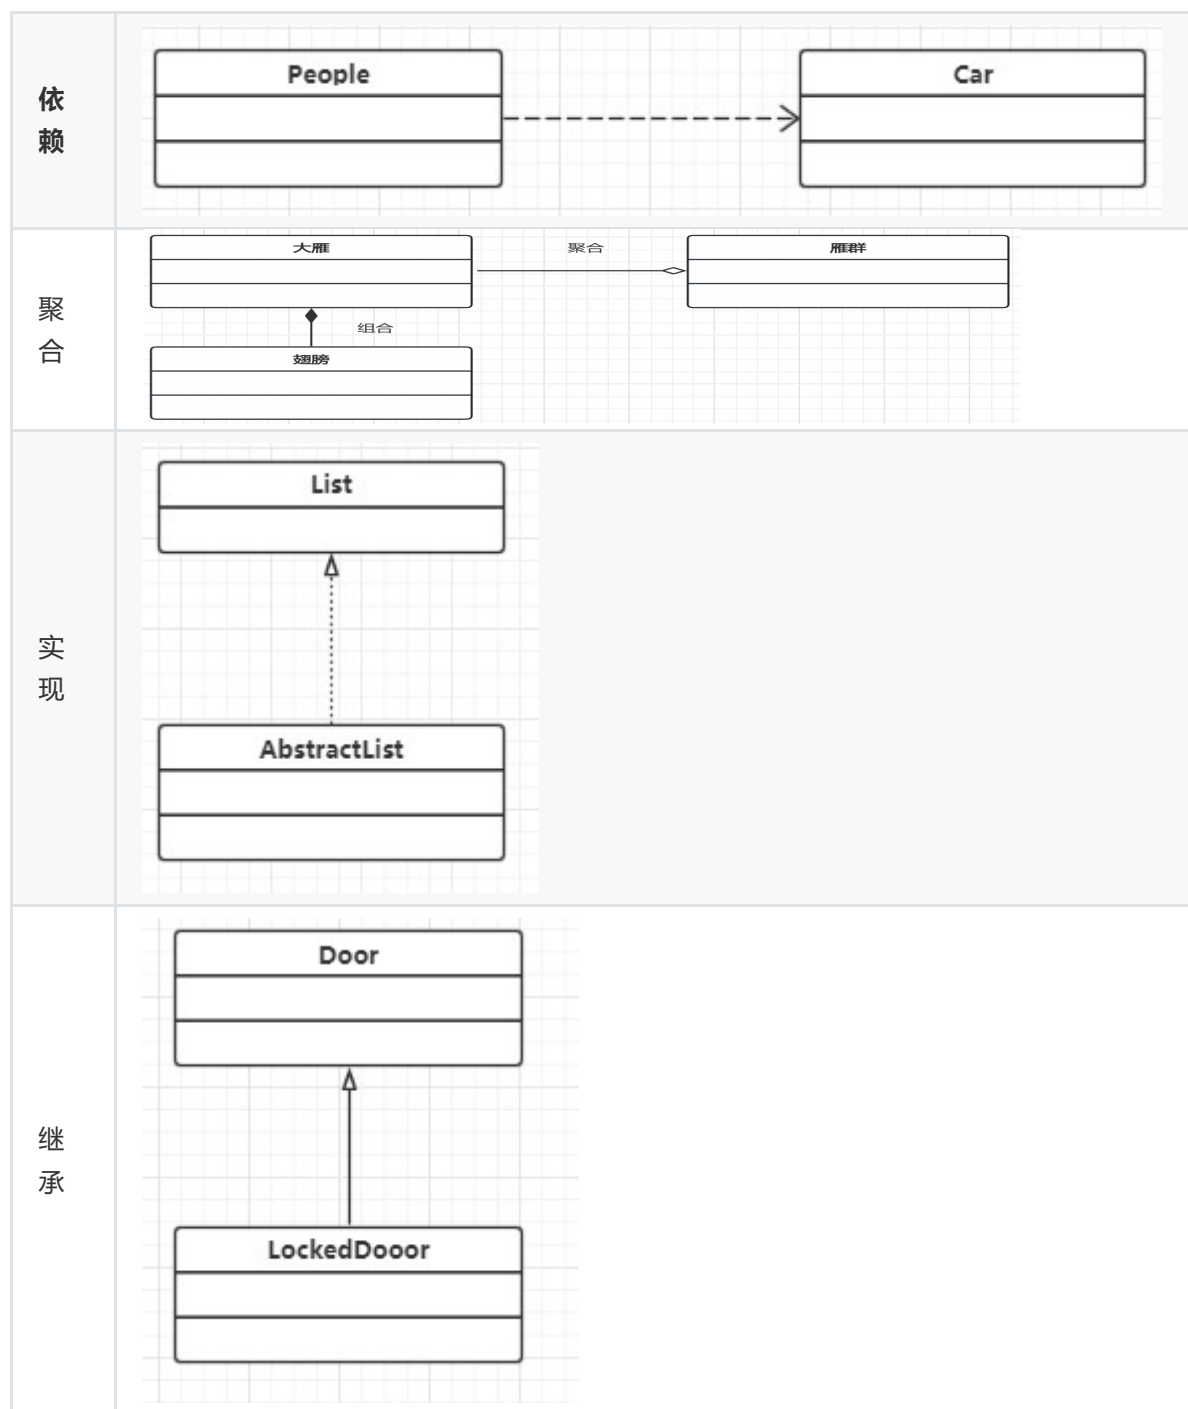 依
赖
People
Car
聚
合
大雁
聚合
雁群
组合
翅膀
实
现
List
AbstractList
继
承
Door
LockedDooor